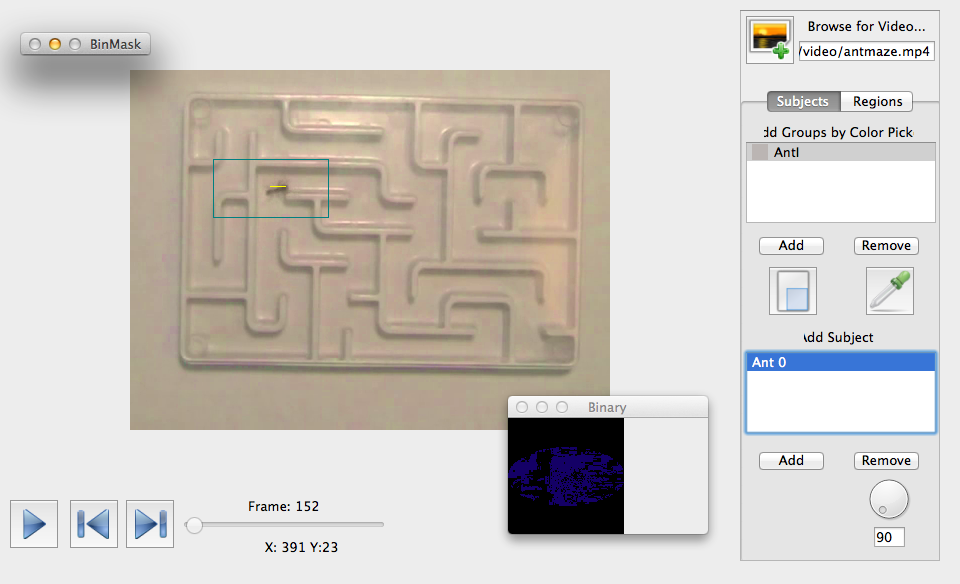 BinMask
Browse for Video...
/video/antmaze.mp4
Subjects
Regions
dd Groups by Color Picke
AntI
Add
Remove
Add Subject
Ant 0
Add
Remove
90
Binary
Frame: 152
X: 391 Y:23